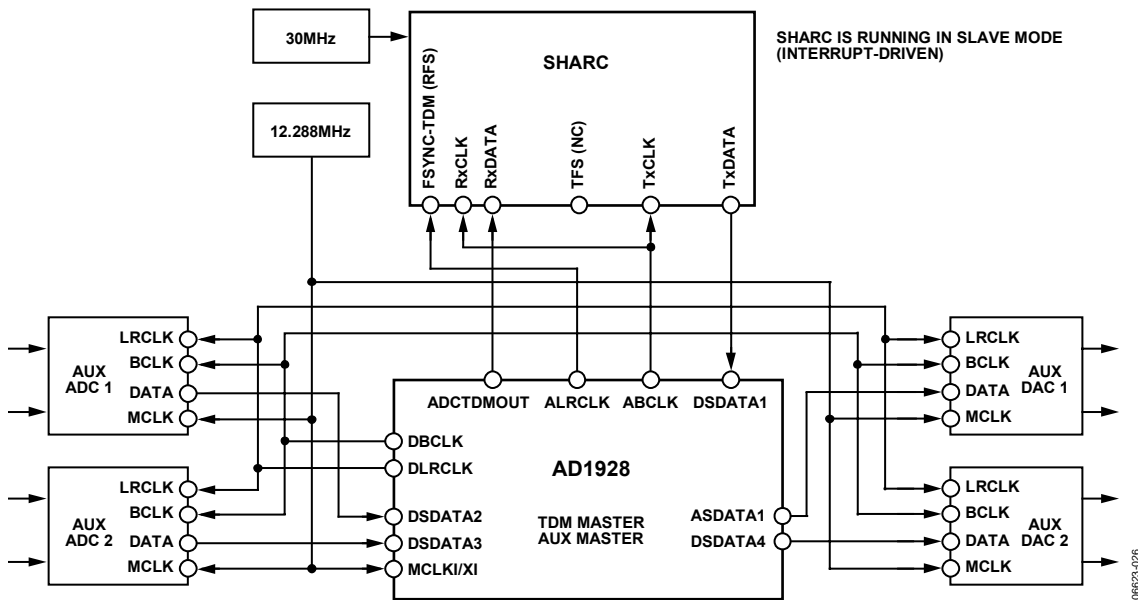 30MHz
12.288MHz
SHARC
SHARC IS RUNNING IN SLAVE MODE
(INTERRUPT-DRIVEN)
FSYNC-TDM (RFS)
RxCLK
RxDATA
TFS (NC)
TxCLK
TxDATA
AUX
ADC 1
LRCLK
BCLK
DATA
MCLK
AUX
ADC 2
LRCLK
BCLK
DATA
MCLK
ADCTDMOUT
ALRCLK
ABCLK
DSDATA1
DBCLK
DLRCLK
DSDATA2
DSDATA3
MCLKI/XI
AD1928
TDM MASTER
AUX MASTER
ASDATA1
DSDATA4
LRCLK
BCLK
DATA
MCLK
AUX
DAC 1
LRCLK
BCLK
DATA
MCLK
AUX
DAC 2
06623-026